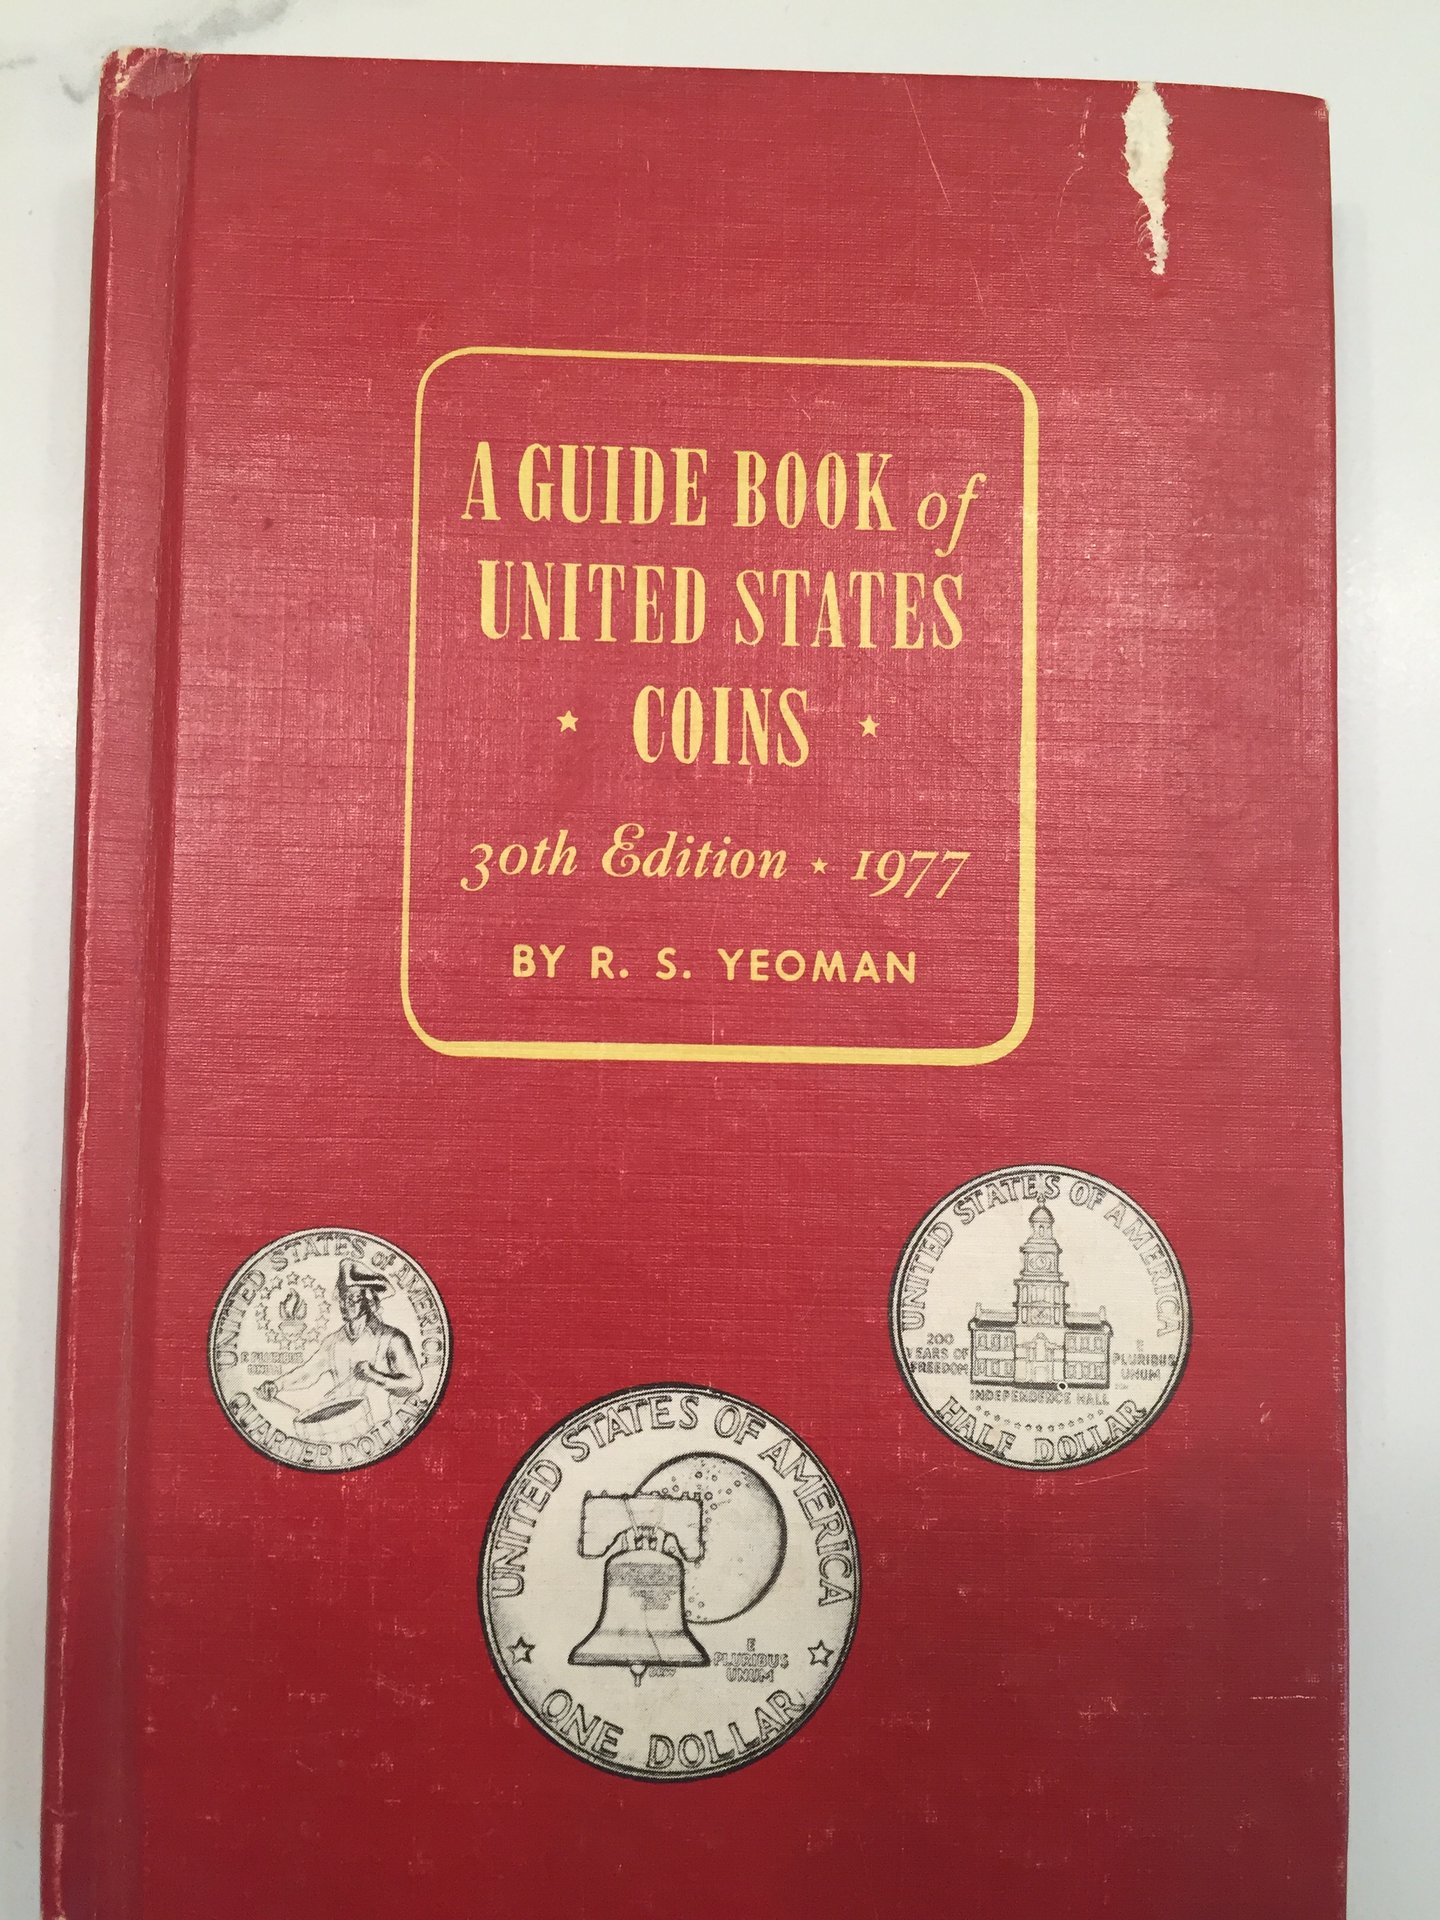 A GUIDE BOOK of
UNITED STATES
★ COINS ★
30th Edition ★ 1977
BY R. S. YEOMAN
UNITED STATES of AMERICA
E PLURIBUS
UNUM
QUARTER DOLLAR
UNITED STATES OF AMERICA
200
YEARS OF
FREEDOM
E
PLURIBUS
UNUM
INDEPENDENCE HALL
HALF DOLLAR
UNITED STATES OF AMERICA
E
PLURIBUS
UNUM
ONE DOLLAR